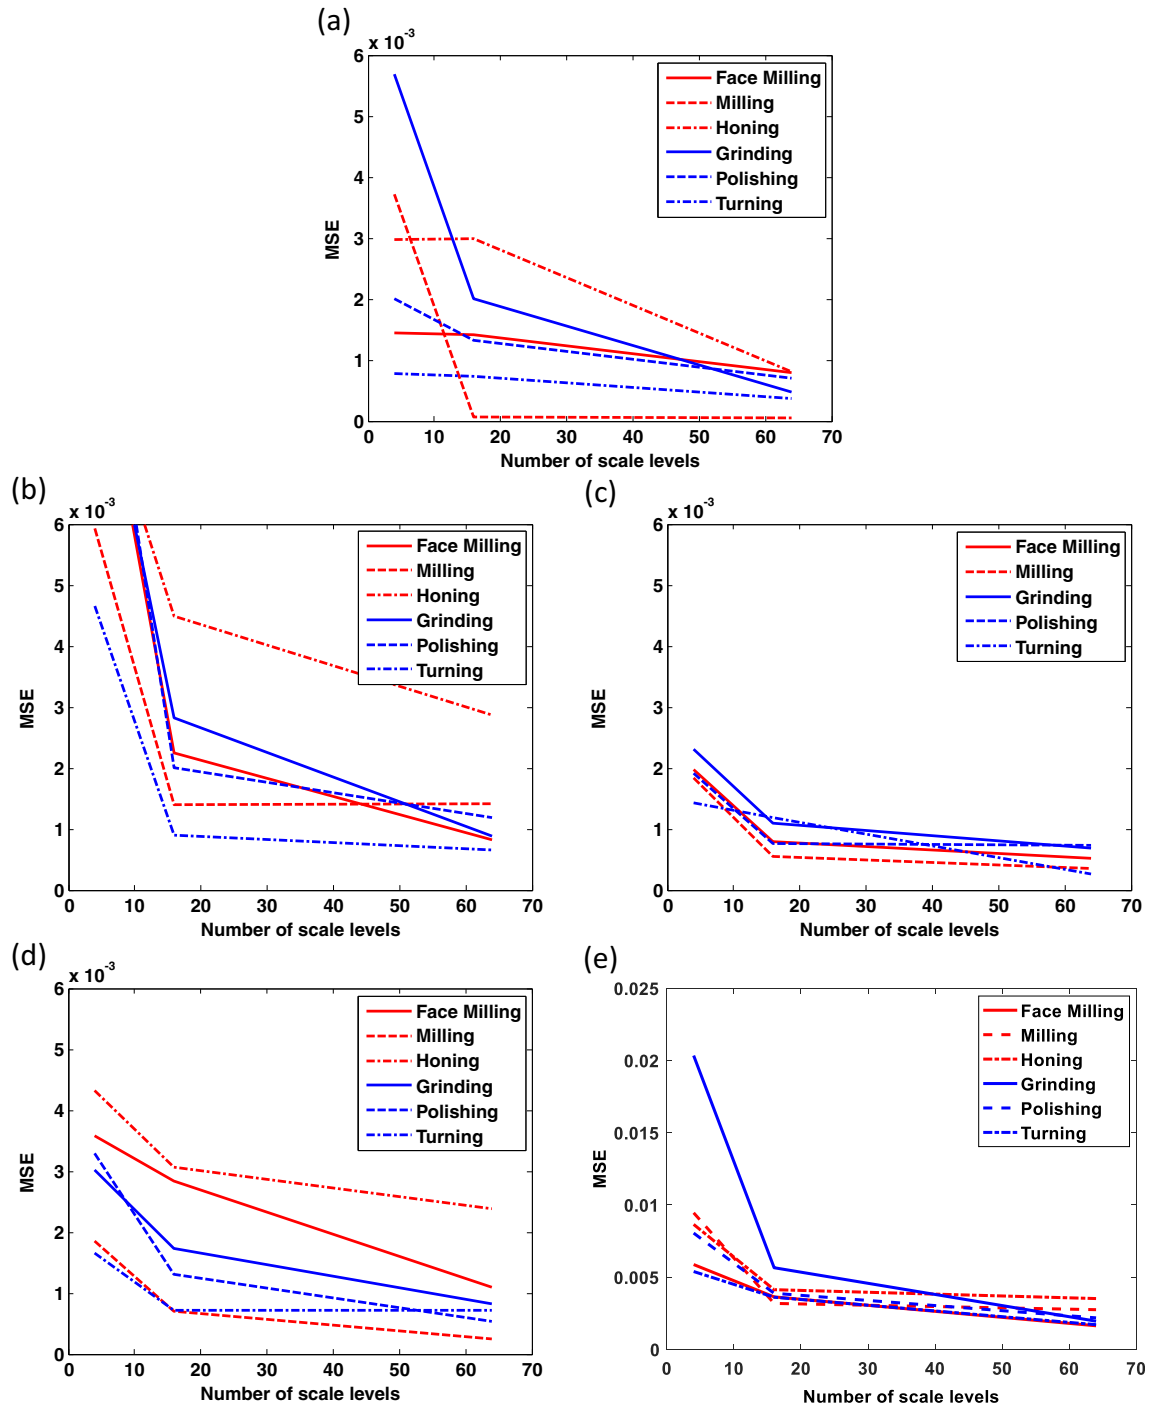 (a)
x 10-3
6
5
4
3
2
1
0
MSE
0 10 20 30 40 50 60 70
Number of scale levels
Face Milling
Milling
Honing
Grinding
Polishing
Turning
(b)
x 10-3
6
5
4
3
2
1
0
MSE
0 10 20 30 40 50 60 70
Number of scale levels
Face Milling
Milling
Honing
Grinding
Polishing
Turning
(c)
x 10-3
6
5
4
3
2
1
0
MSE
0 10 20 30 40 50 60 70
Number of scale levels
Face Milling
Milling
Grinding
Polishing
Turning
(d)
x 10-3
6
5
4
3
2
1
0
MSE
0 10 20 30 40 50 60 70
Number of scale levels
Face Milling
Milling
Honing
Grinding
Polishing
Turning
(e)
0.025
0.02
0.015
0.01
0.005
0
MSE
0 10 20 30 40 50 60 70
Number of scale levels
Face Milling
Milling
Honing
Grinding
Polishing
Turning